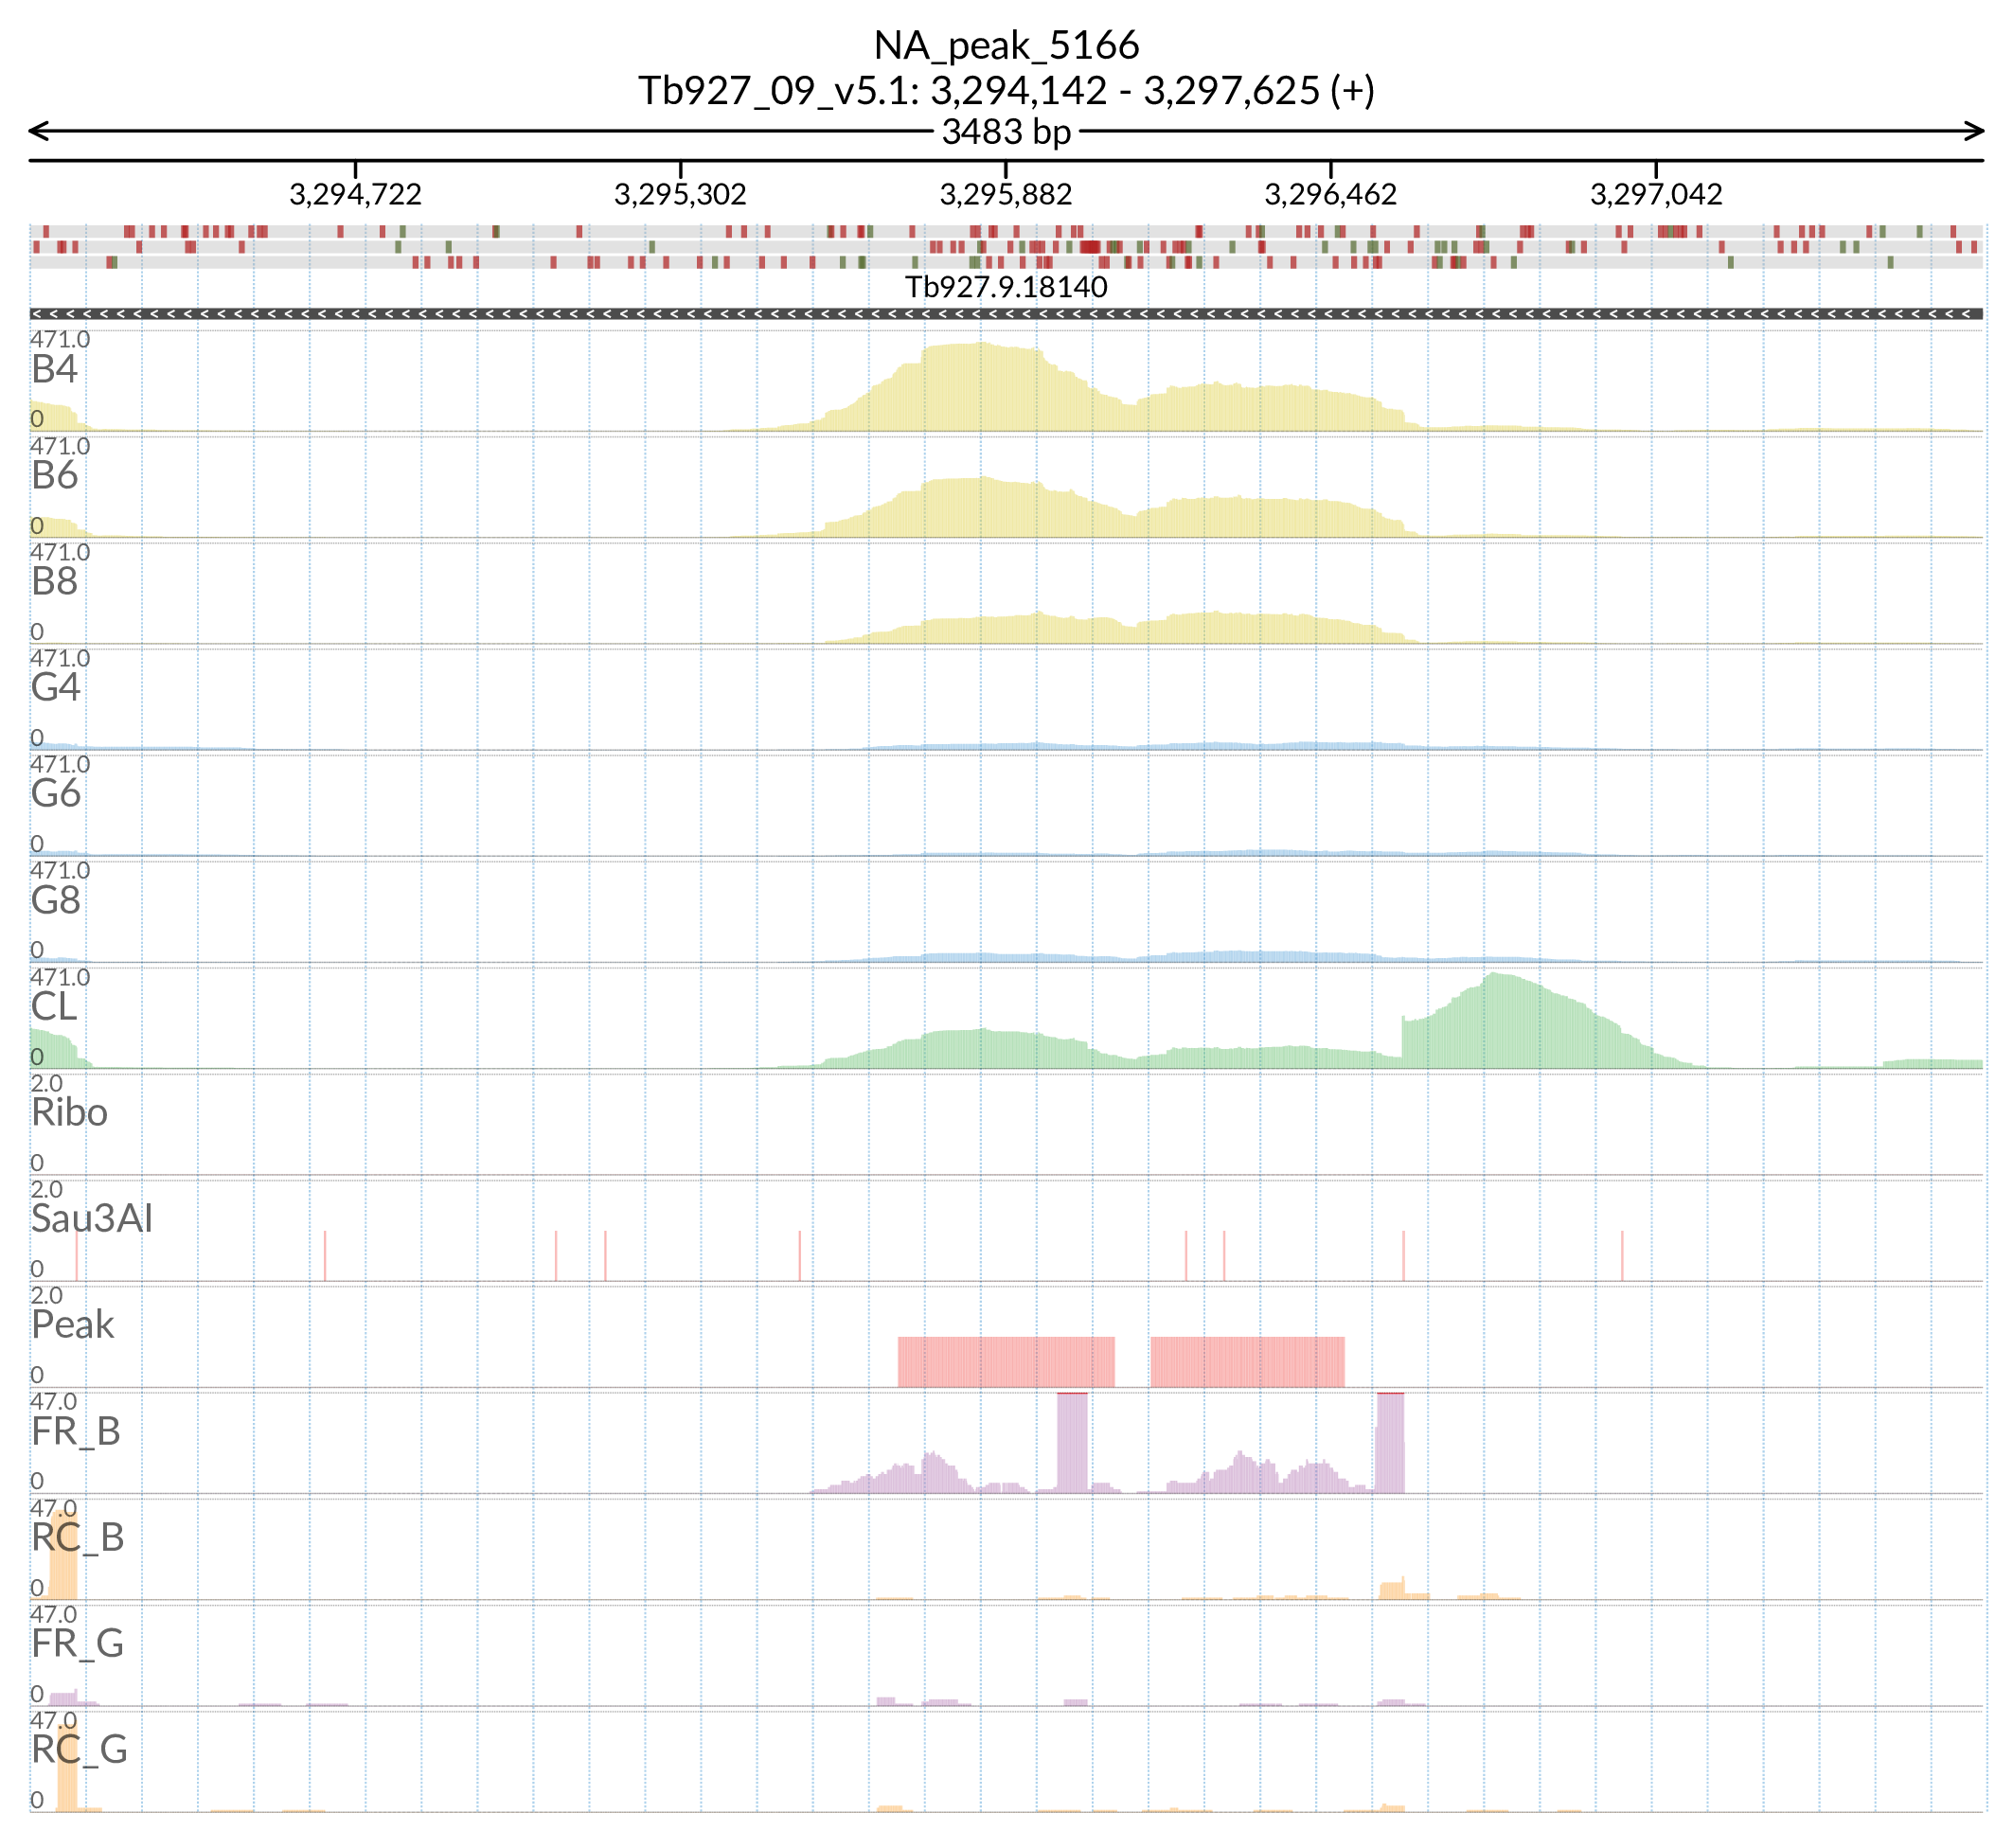 NA_peak_5166
Tb927_09_v5.1: 3,294,142 - 3,297,625 (+)
3483 bp
3,294,722 3,295,302 3,295,882 3,296,462 3,297,042
Tb927.9.18140
471.0
B4
0
471.0
B6
0
471.0
B8
0
471.0
G4
0
471.0
G6
0
471.0
G8
0
471.0
CL
0
2.0
Ribo
0
2.0
Sau3AI
0
2.0
Peak
0
47.0
FR_B
0
47.0
RC_B
0
47.0
FR_G
0
47.0
RC_G
0